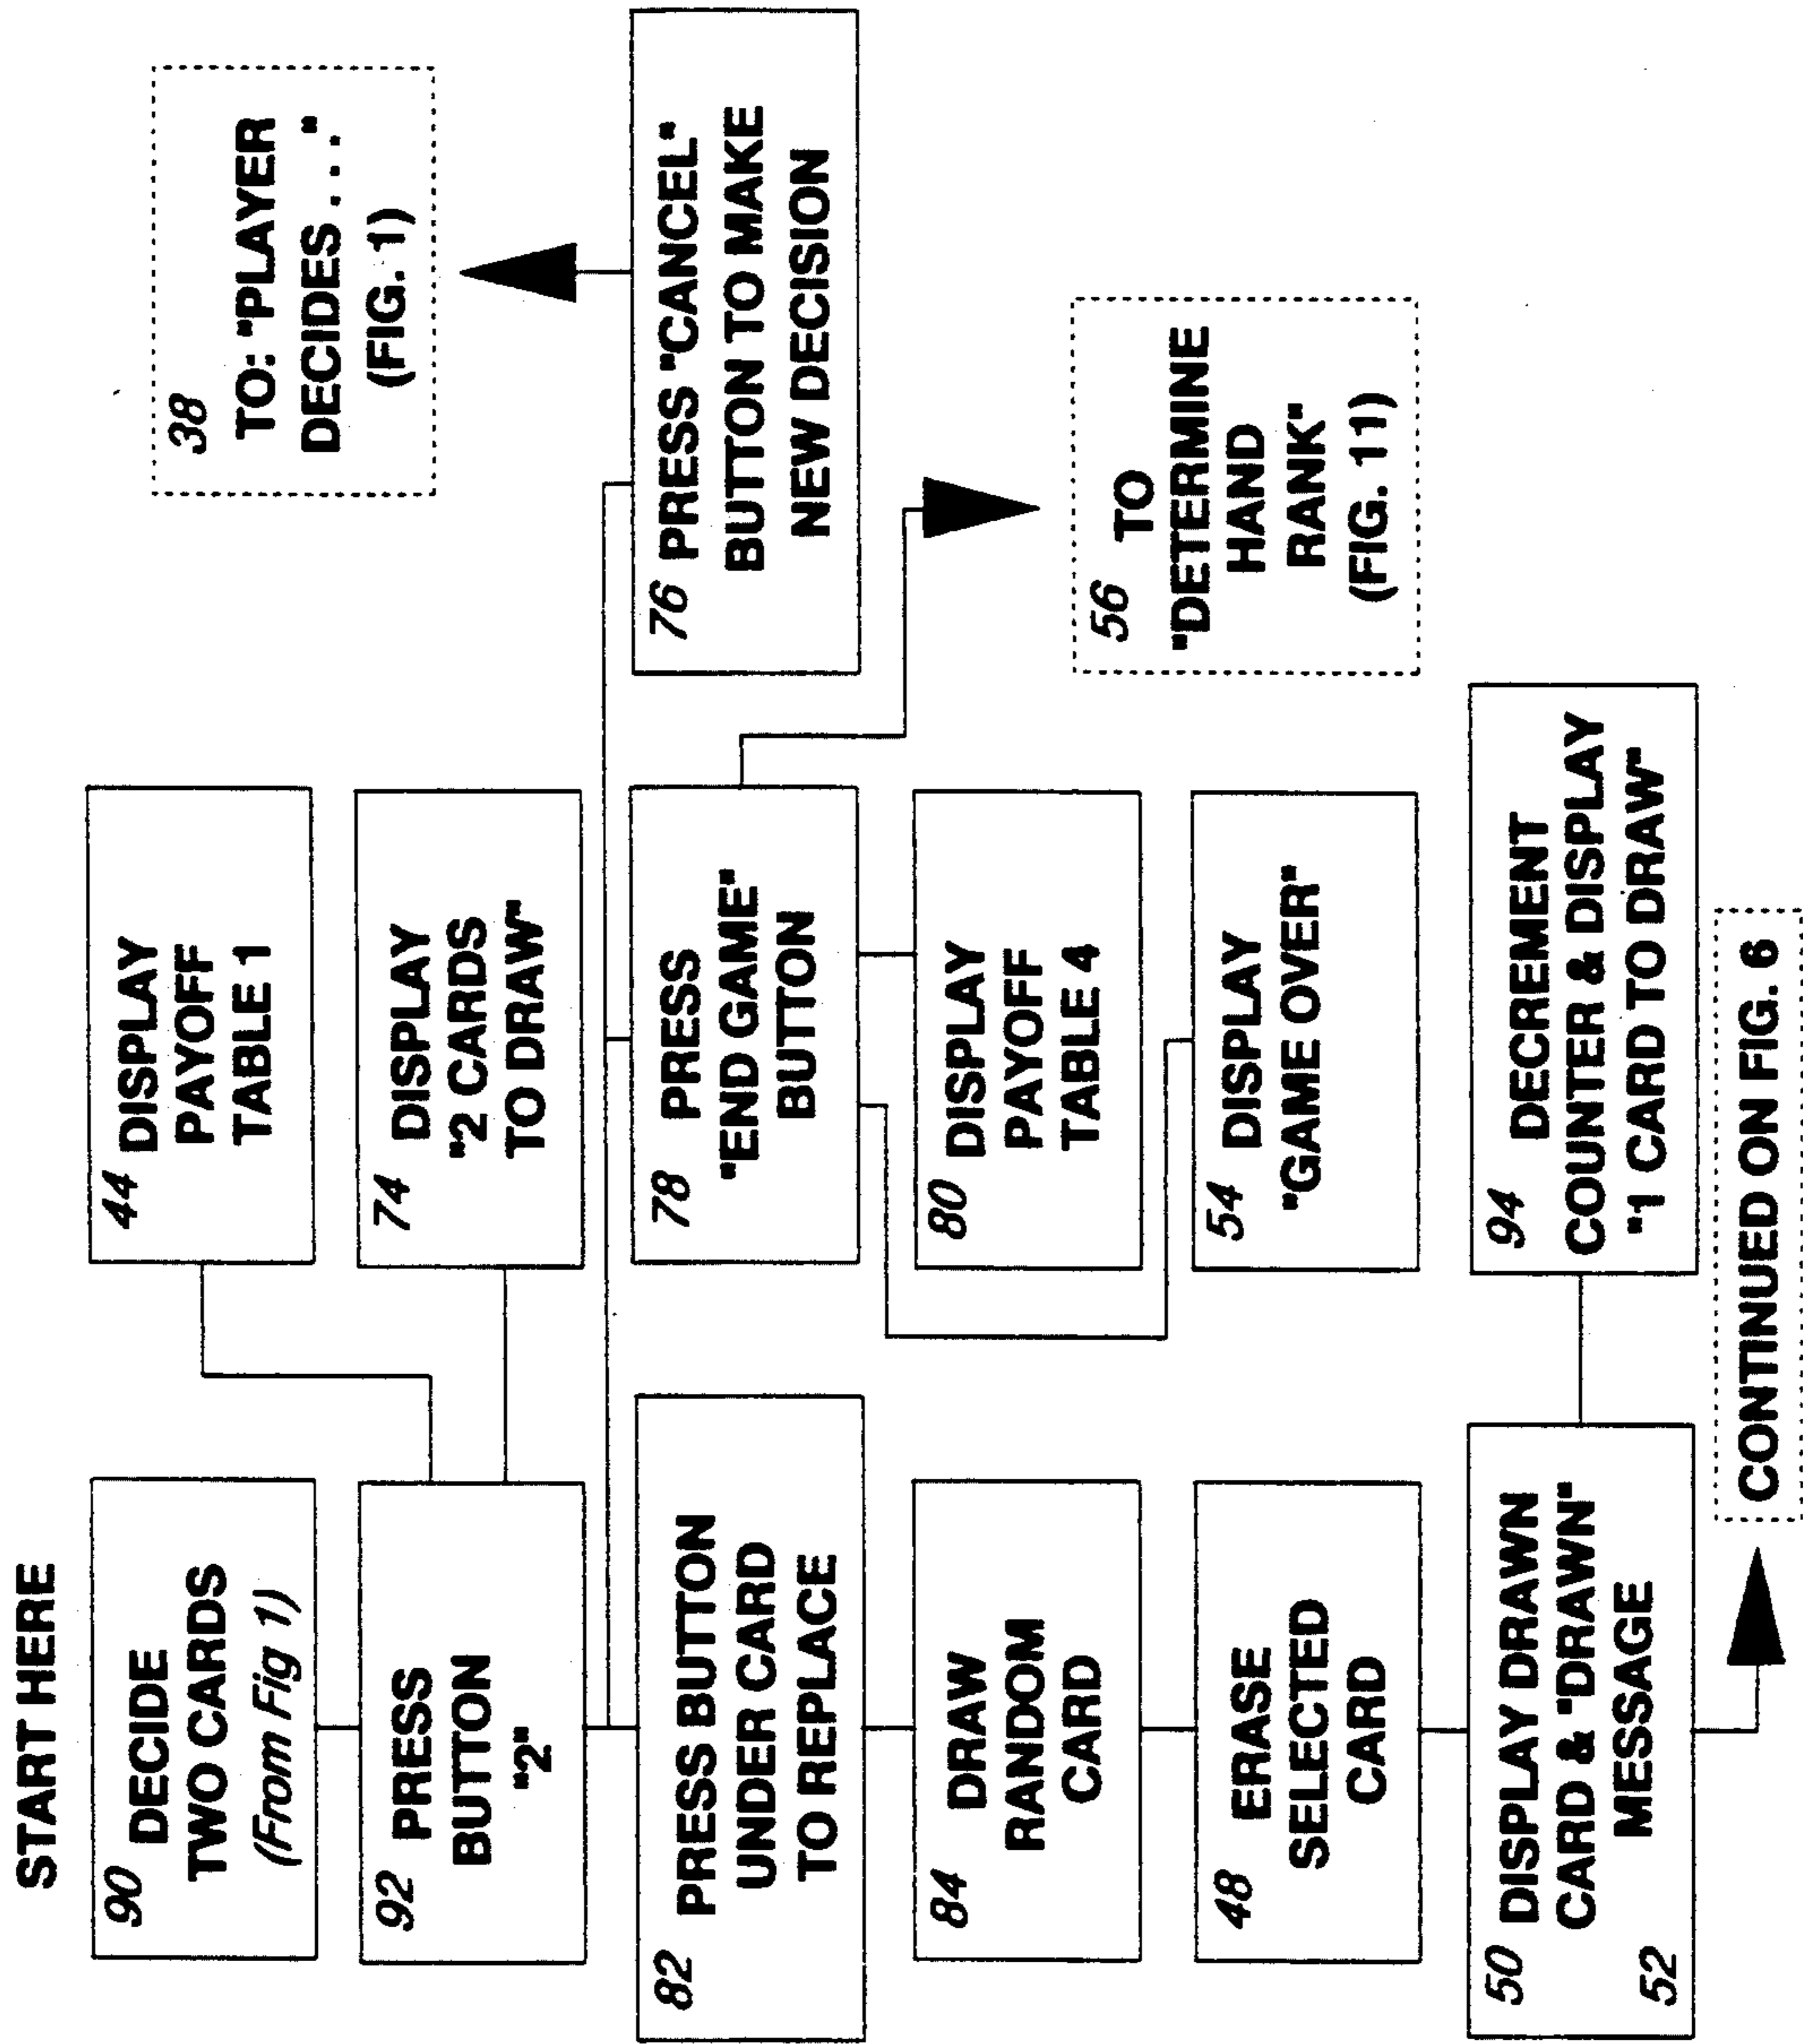 START HERE
90 DECIDE
TWO CARDS
(From Fig 1)
92 PRESS
BUTTON
"2"
82 PRESS BUTTON
UNDER CARD
TO REPLACE
84 DRAW
RANDOM
CARD
48 ERASE
SELECTED
CARD
50 DISPLAY DRAWN
CARD & "DRAWN"
52 MESSAGE
CONTINUED ON FIG. 6
44 DISPLAY
PAYOFF
TABLE 1
74 DISPLAY
"2 CARDS
TO DRAW"
78 PRESS
"END GAME"
BUTTON
80 DISPLAY
PAYOFF
TABLE 4
54 DISPLAY
"GAME OVER"
94 DECREMENT
COUNTER & DISPLAY
"1 CARD TO DRAW"
38
TO: "PLAYER
DECIDES . . ."
(FIG. 1)
76 PRESS "CANCEL"
BUTTON TO MAKE
NEW DECISION
56 TO
"DETERMINE
HAND
RANK"
(FIG. 11)